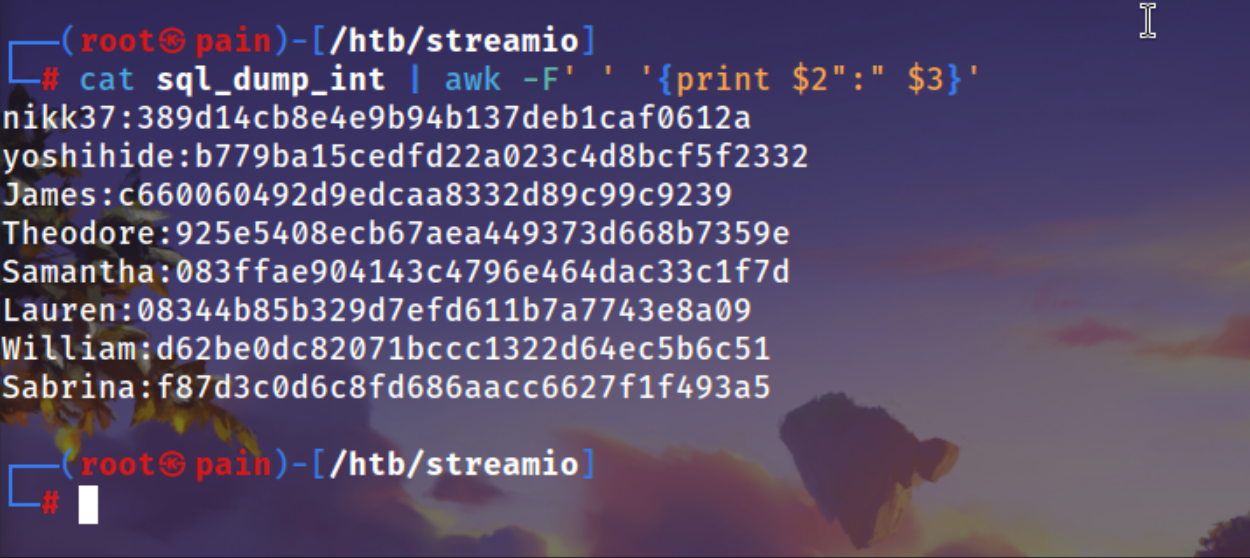 ┌──(root㉿pain)-[/htb/streamio]
└─# cat sql_dump_int | awk -F' ' '{print $2":" $3}'
nikk37:389d14cb8e4e9b94b137deb1caf0612a
yoshihide:b779ba15cedfd22a023c4d8bcf5f2332
James:c660060492d9edcaa8332d89c99c9239
Theodore:925e5408ecb67aea449373d668b7359e
Samantha:083ffae904143c4796e464dac33c1f7d
Lauren:08344b85b329d7efd611b7a7743e8a09
William:d62be0dc82071bccc1322d64ec5b6c51
Sabrina:f87d3c0d6c8fd686aacc6627f1f493a5
┌──(root㉿pain)-[/htb/streamio]
└─#